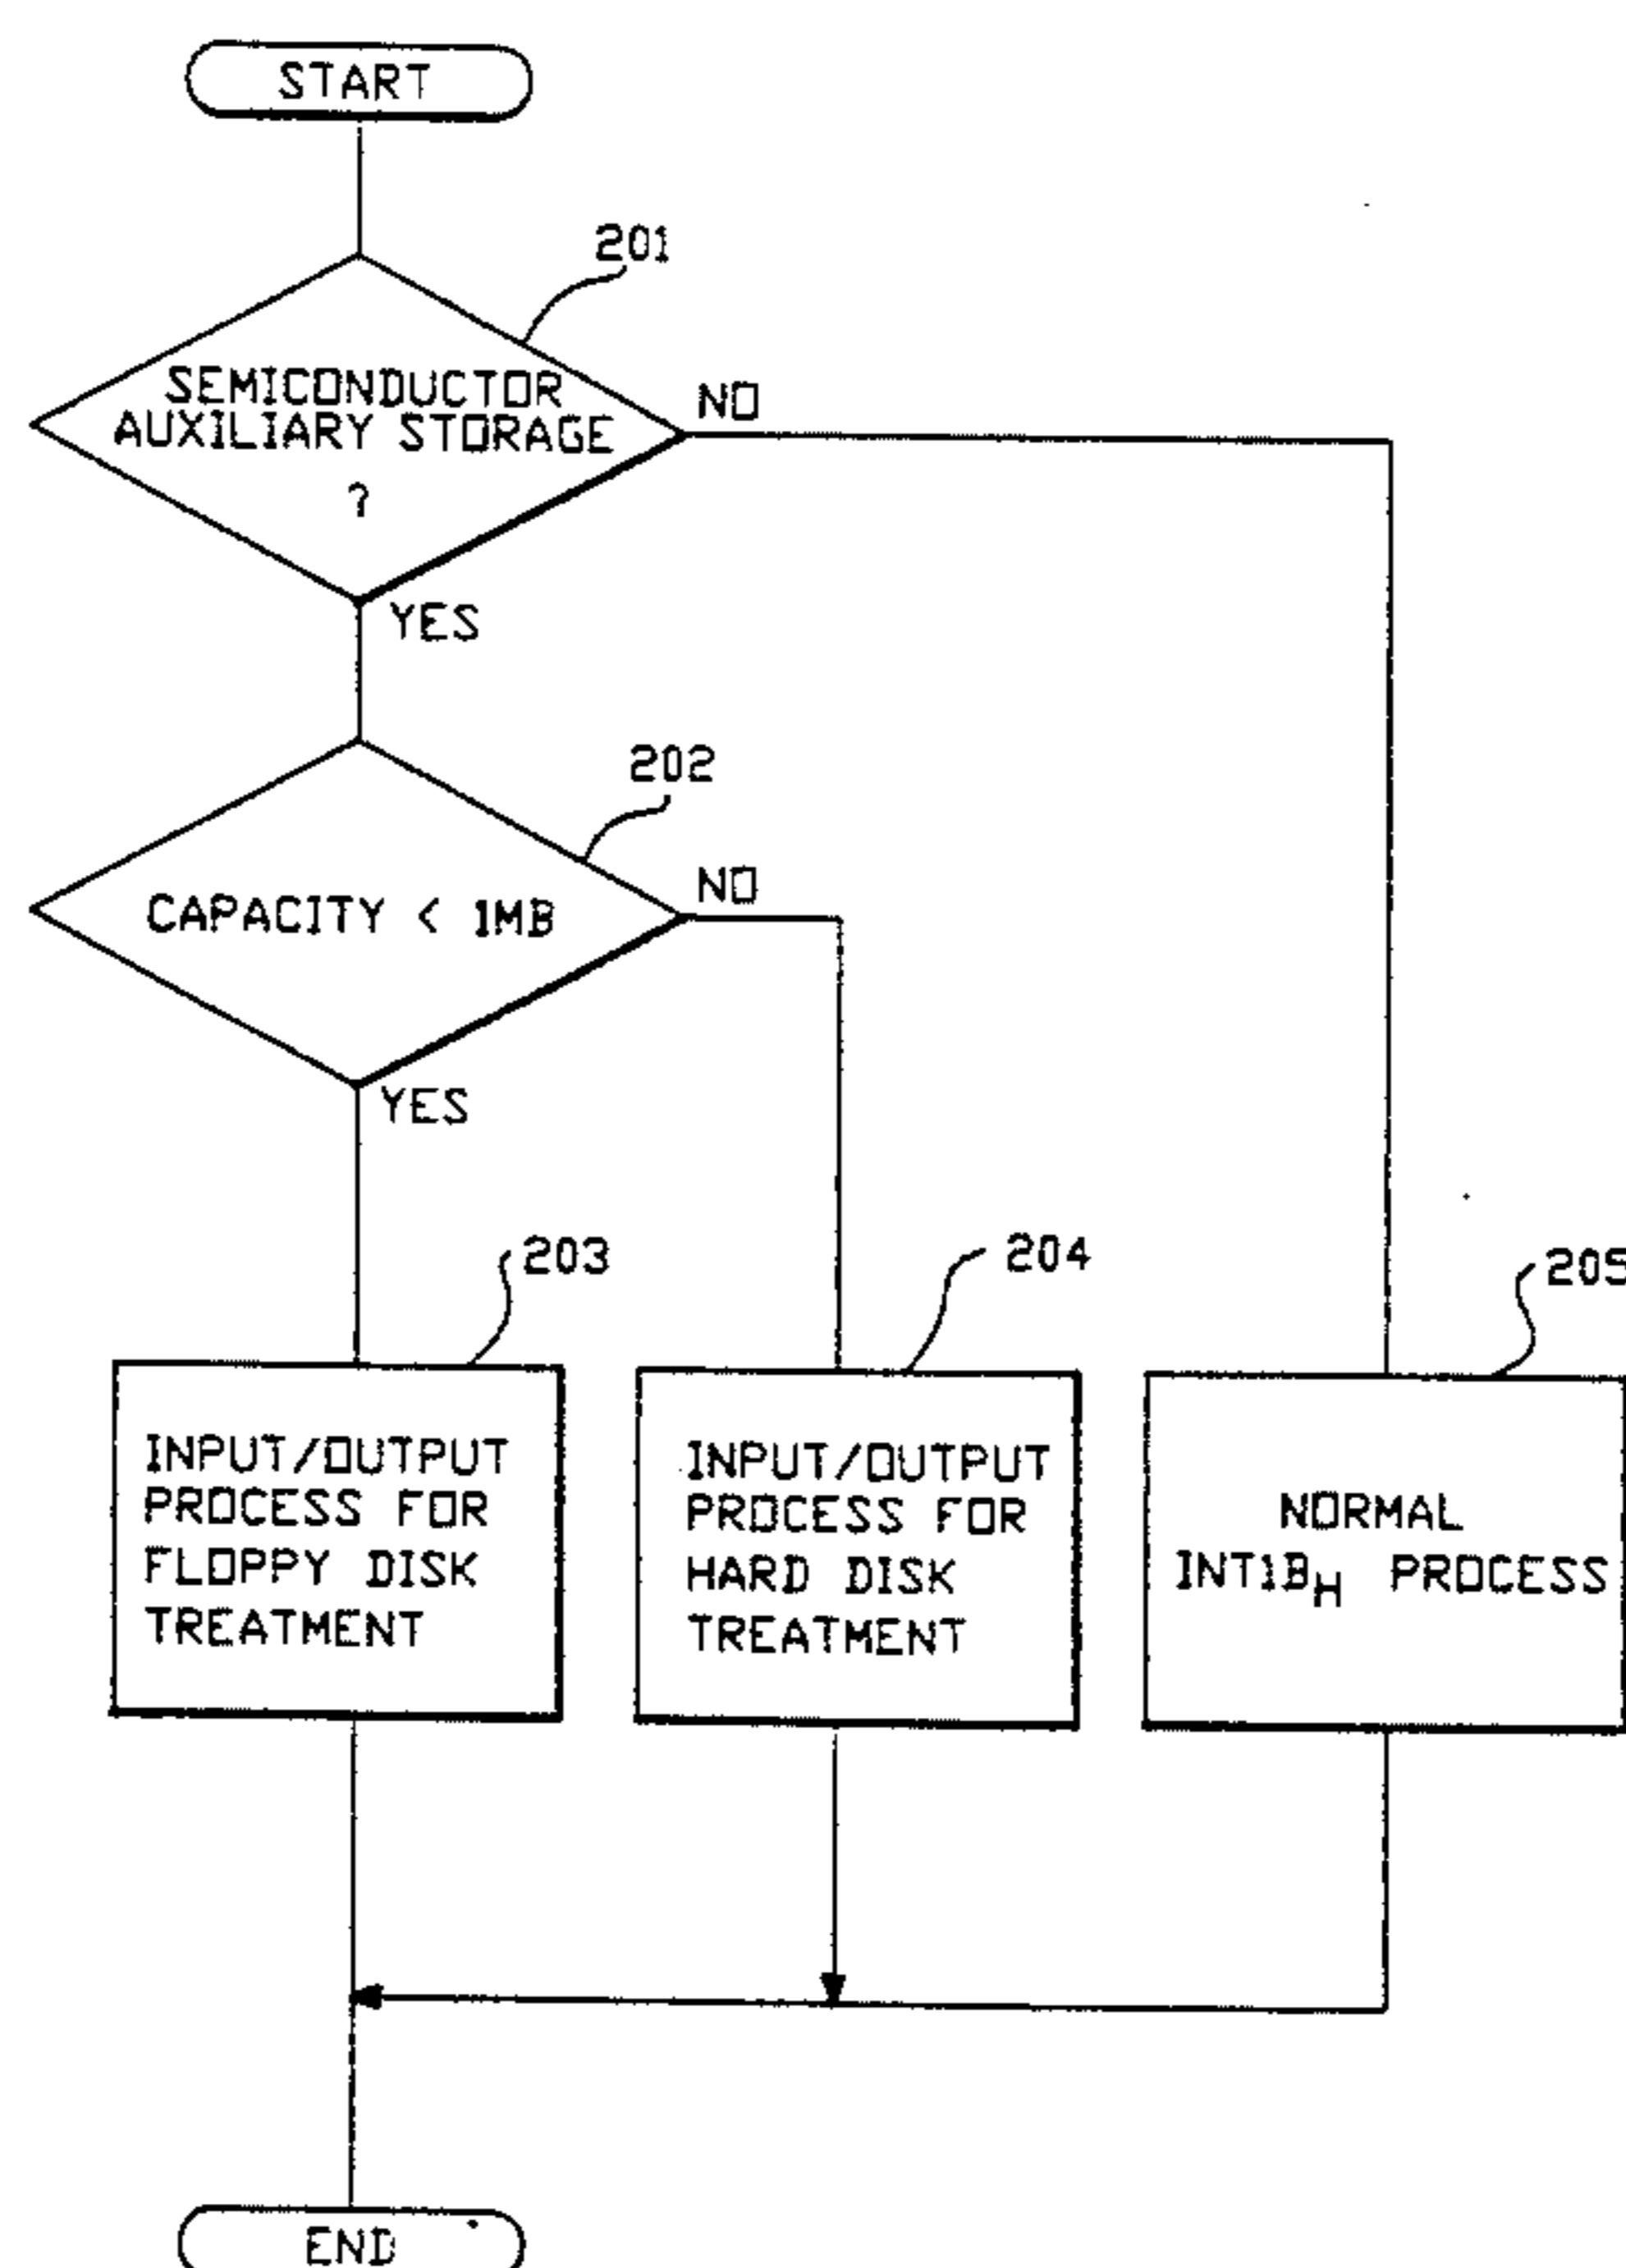 START
201
SEMICONDUCTOR
AUXILIARY STORAGE
?
NO
YES
202
CAPACITY < 1MB
NO
YES
203
204
205
INPUT/OUTPUT
PROCESS FOR
FLOPPY DISK
TREATMENT
INPUT/OUTPUT
PROCESS FOR
HARD DISK
TREATMENT
NORMAL
INT1BH PROCESS
END